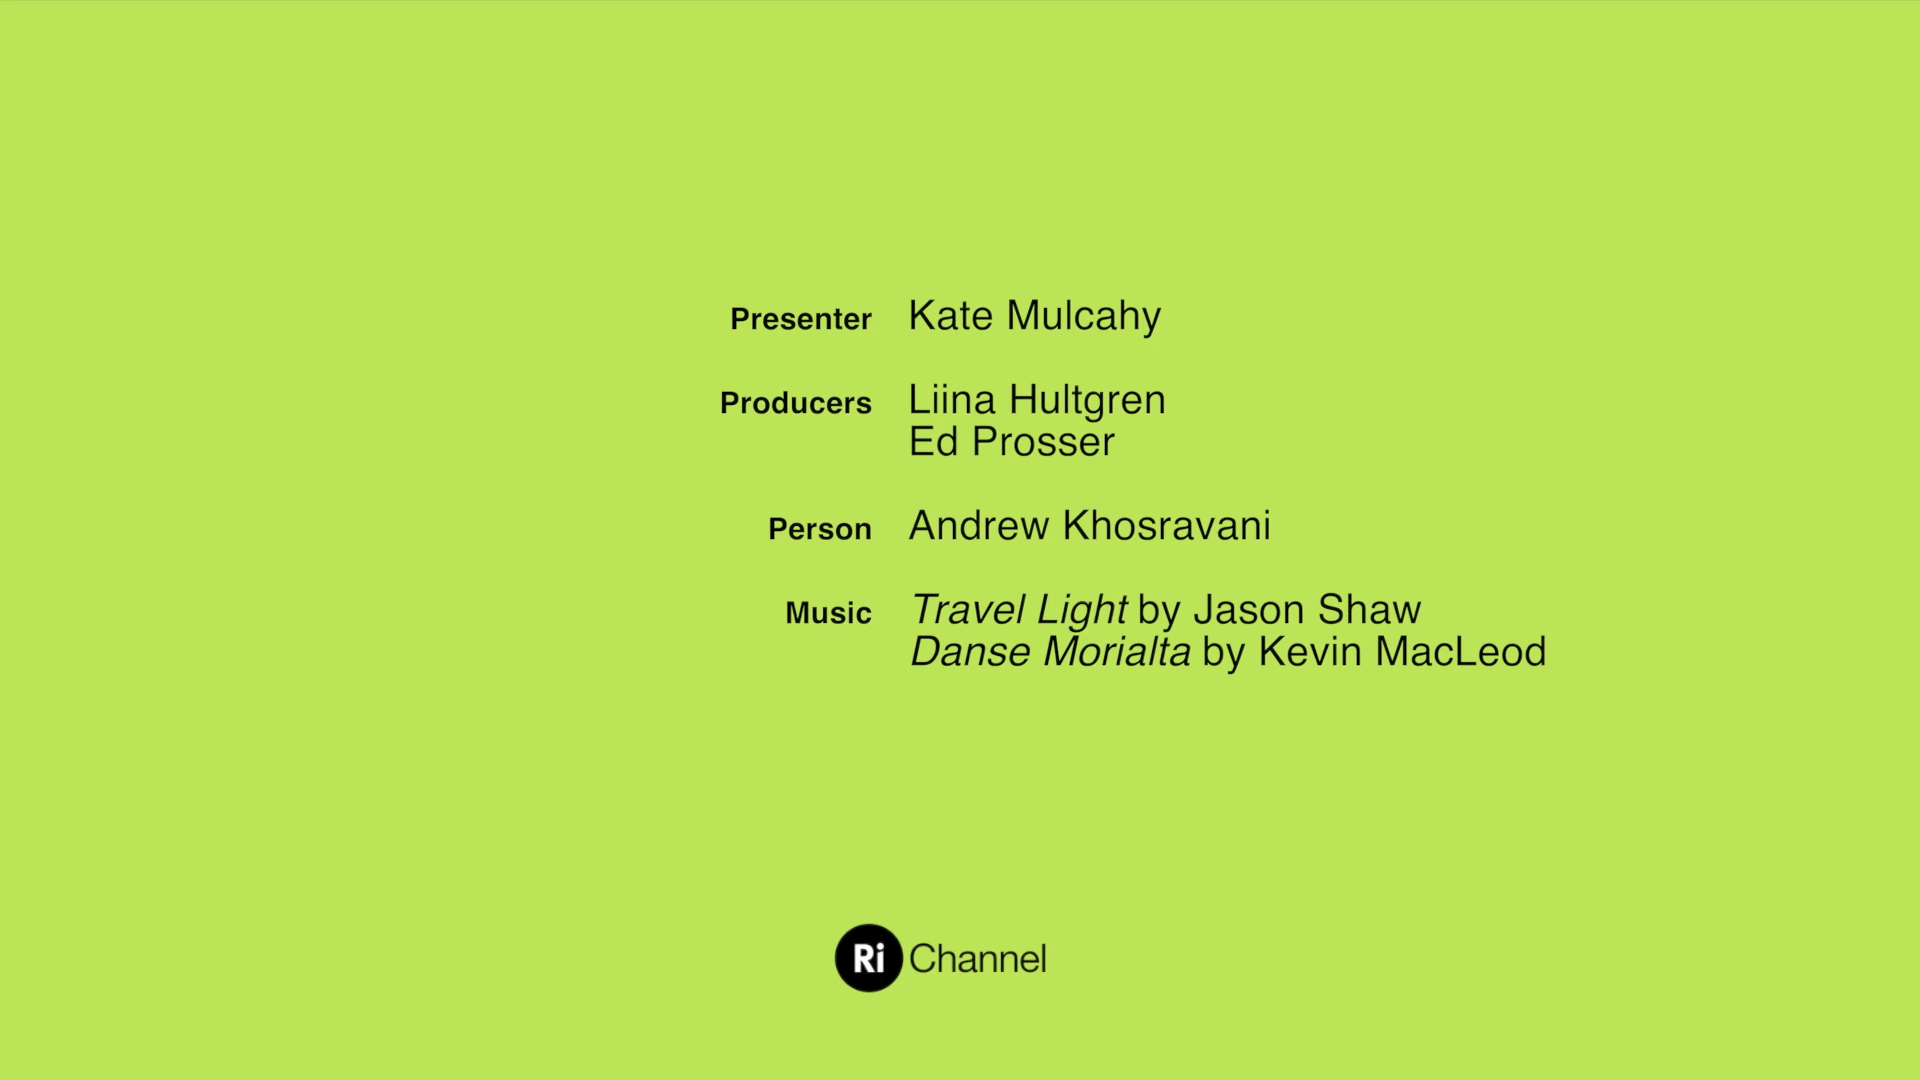 Presenter Kate Mulcahy
Producers Liina Hultgren
Ed Prosser
Person Andrew Khosravani
Music Travel Light by Jason Shaw
Danse Morialta by Kevin MacLeod
Ri Channel